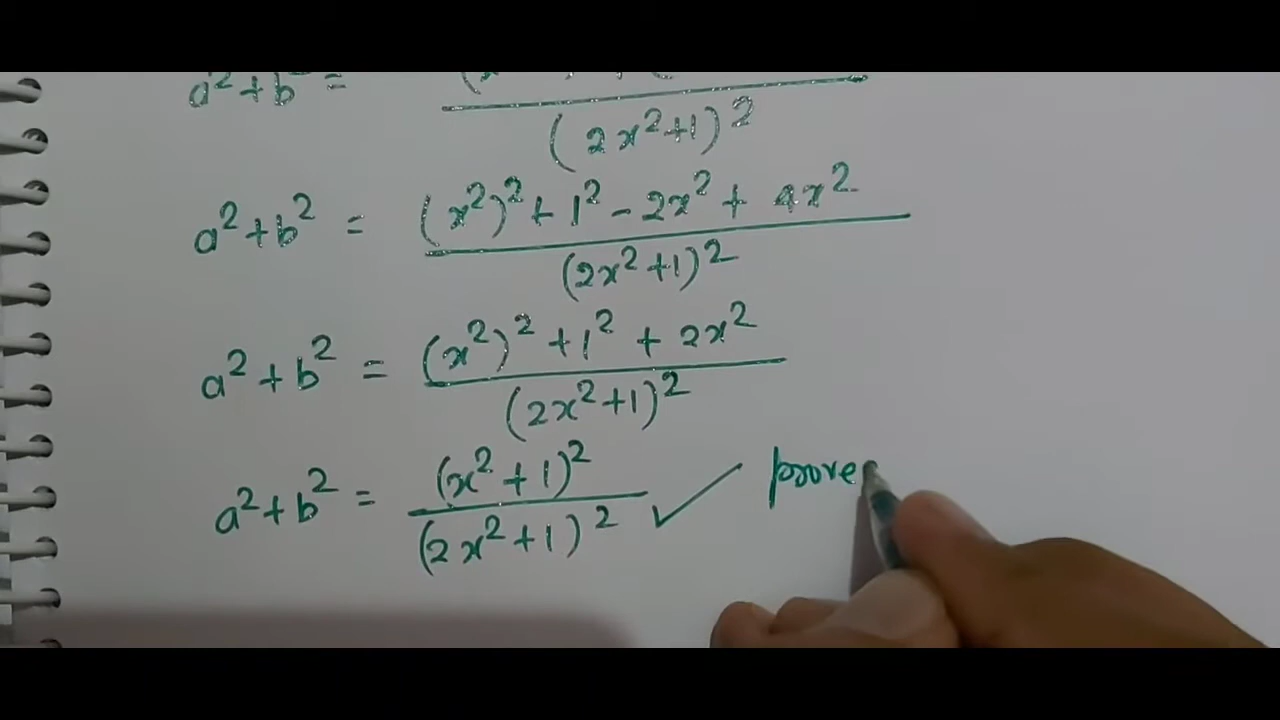 a²+b² =
(2x²+1)²
a²+b² = (x²)²+1²-2x²+4x² / (2x²+1)²
a²+b² = (x²)²+1²+2x² / (2x²+1)²
a²+b² = (x²+1)² / (2x²+1)² ✓ prove